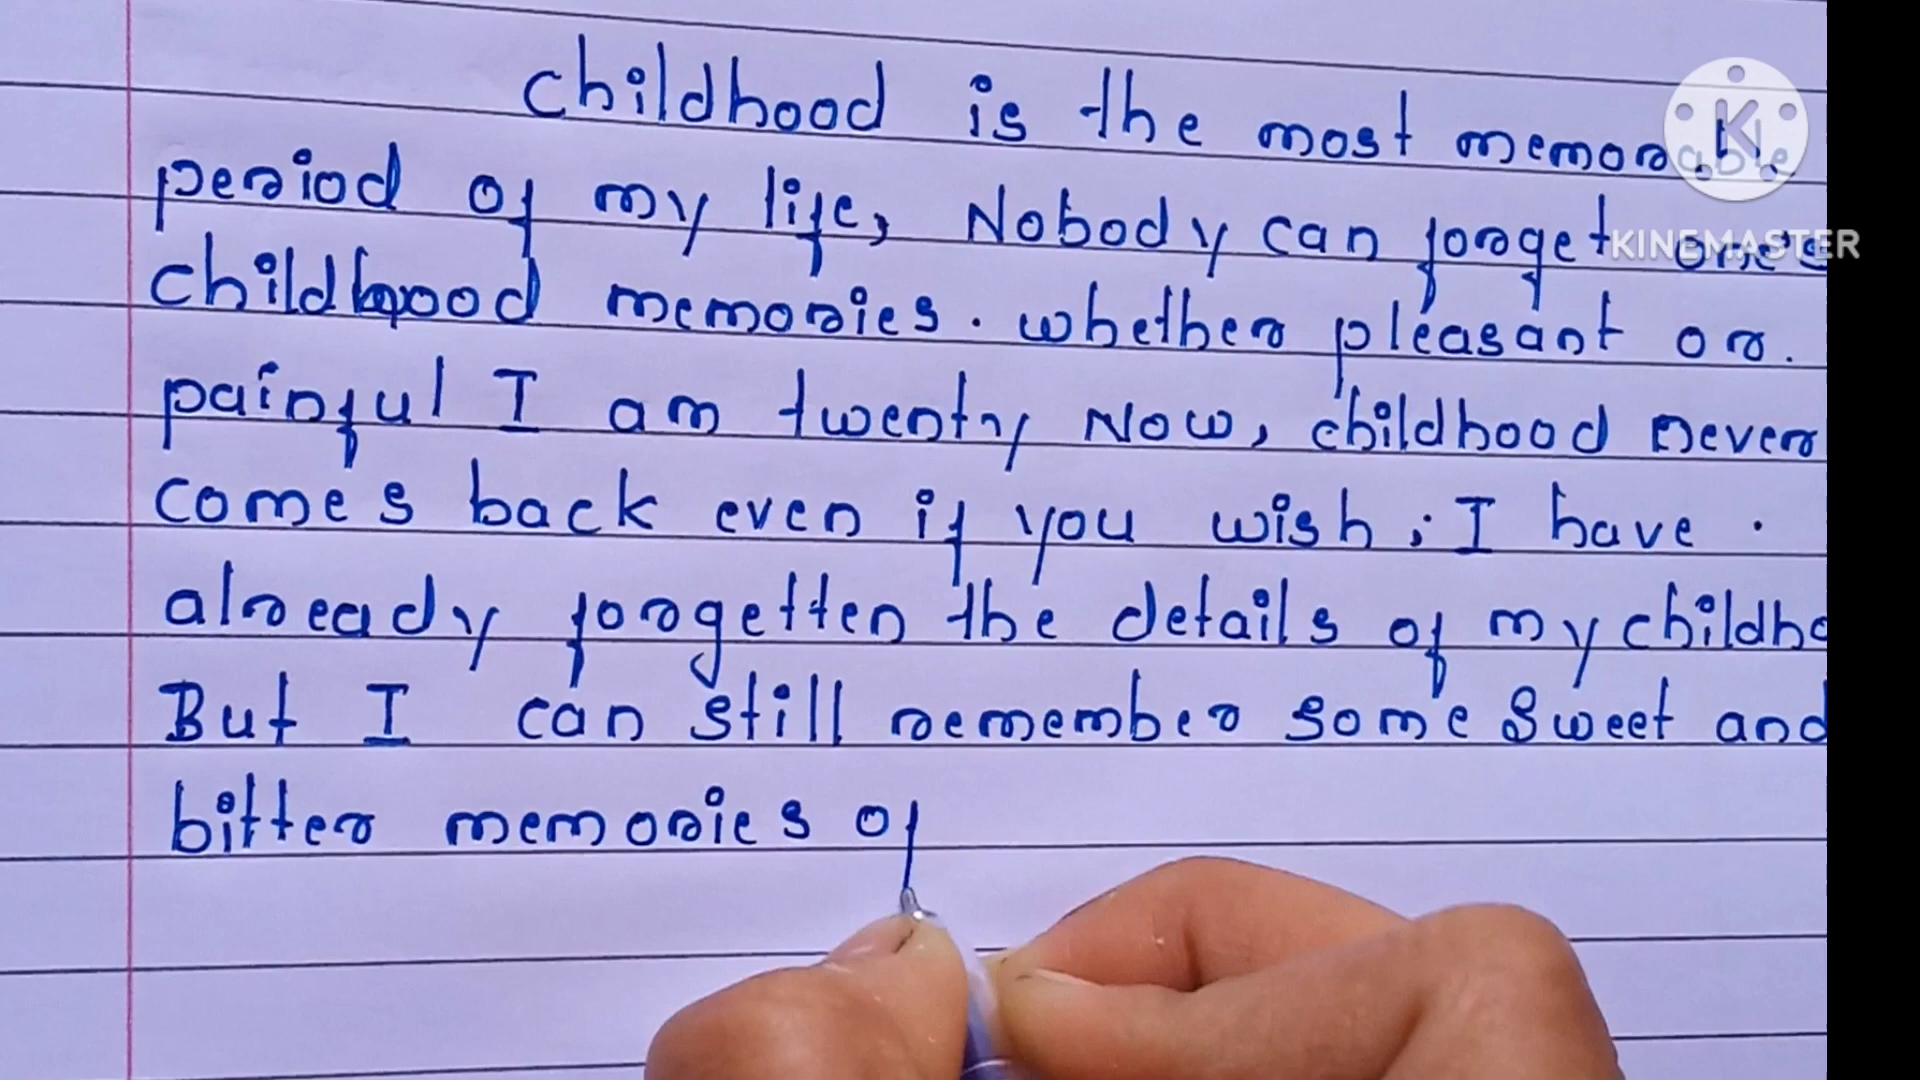 childhood is the most memorable
period of my life, Nobody can forget one's
childhood memories. whether pleasant or.
painful I am twenty Now, childhood never
comes back even if you wish; I have .
already forgetten the details of my childho
But I can still remember some sweet and
bitter memories of
KINEMASTER